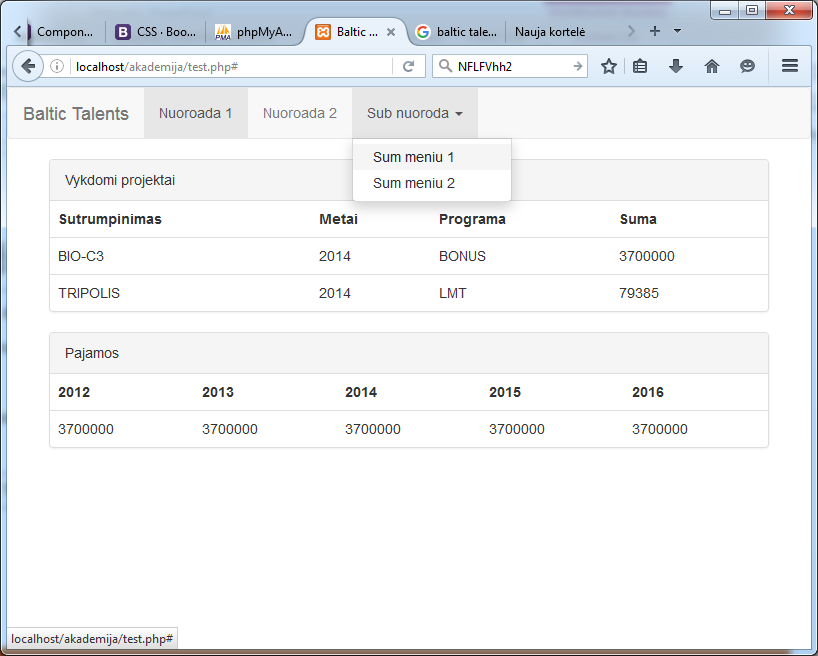 Compon... CSS · Boo... phpMyA... Baltic ... baltic tale... Nauja kortelė
localhost/akademija/test.php# NFLFVhh2
Baltic Talents Nuoroada 1 Nuoroada 2 Sub nuoroda
Sum meniu 1
Sum meniu 2
Vykdomi projektai
Sutrumpinimas Metai Programa Suma
BIO-C3 2014 BONUS 3700000
TRIPOLIS 2014 LMT 79385
Pajamos
2012 2013 2014 2015 2016
3700000 3700000 3700000 3700000 3700000
localhost/akademija/test.php#